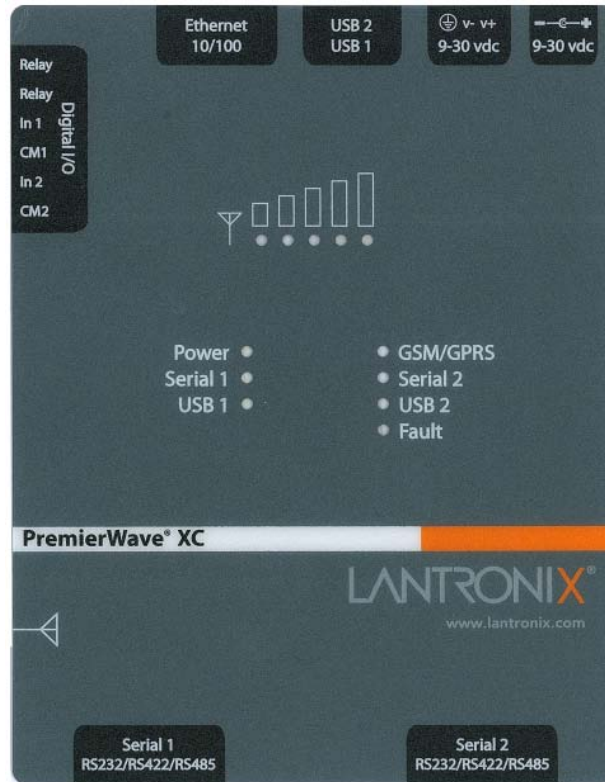 Ethernet
10/100
USB 2
USB 1
v- v+
9-30 vdc
9-30 vdc
Relay
Relay
In 1
CM1
In 2
CM2
Digital I/O
Power
Serial 1
USB 1
GSM/GPRS
Serial 2
USB 2
Fault
PremierWave® XC
LANTRONIX®
www.lantronix.com
Serial 1
RS232/RS422/RS485
Serial 2
RS232/RS422/RS485